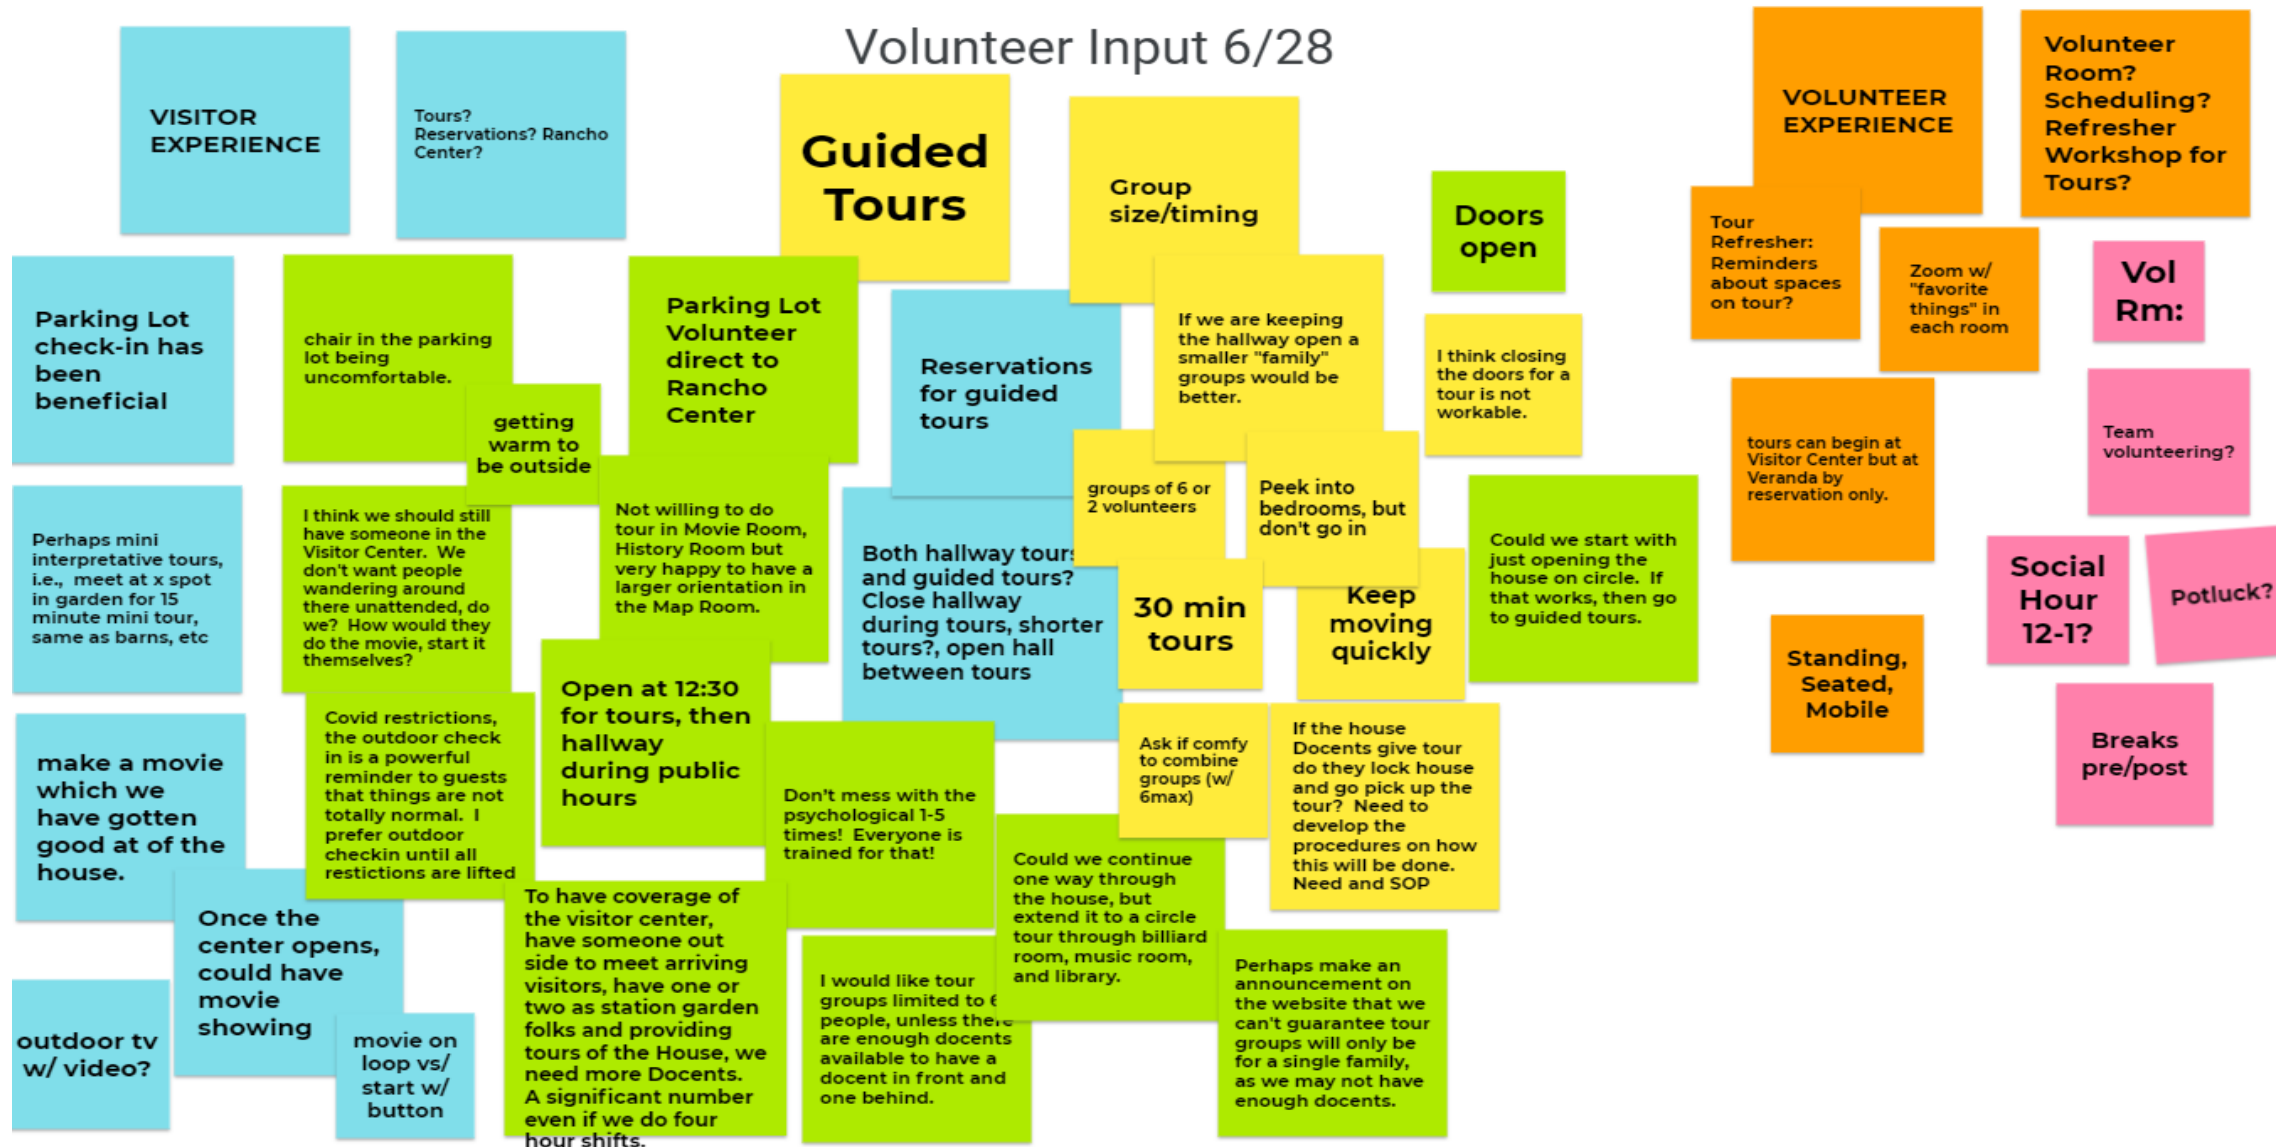 Volunteer Input 6/28
VISITOR
EXPERIENCE
Tours?
Reservations? Rancho
Center?
Guided
Tours
Group
size/timing
Doors
open
VOLUNTEER
EXPERIENCE
Volunteer
Room?
Scheduling?
Refresher
Workshop for
Tours?
Parking Lot
check-in has
been
beneficial
chair in the parking
lot being
uncomfortable.
getting
warm to
be outside
Parking Lot
Volunteer
direct to
Rancho
Center
Reservations
for guided
tours
If we are keeping
the hallway open a
smaller "family"
groups would be
better.
I think closing
the doors for a
tour is not
workable.
Tour
Refresher:
Reminders
about spaces
on tour?
Zoom w/
"favorite
things" in
each room
Vol
Rm:
Team
volunteering?
tours can begin at
Visitor Center but at
Veranda by
reservation only.
Perhaps mini
interpretative tours,
i.e., meet at x spot
in garden for 15
minute mini tour,
same as barns, etc
I think we should still
have someone in the
Visitor Center. We
don't want people
wandering around
there unattended, do
we? How would they
do the movie, start it
themselves?
Not willing to do
tour in Movie Room,
History Room but
very happy to have a
larger orientation in
the Map Room.
Both hallway tours
and guided tours?
Close hallway
during tours, shorter
tours?, open hall
between tours
groups of 6 or
2 volunteers
Peek into
bedrooms, but
don't go in
30 min
tours
Keep
moving
quickly
Could we start with
just opening the
house on circle. If
that works, then go
to guided tours.
Standing,
Seated,
Mobile
Social
Hour
12-1?
Potluck?
Breaks
pre/post
make a movie
which we
have gotten
good at of the
house.
Covid restrictions,
the outdoor check
in is a powerful
reminder to guests
that things are not
totally normal. I
prefer outdoor
checkin until all
restictions are lifted
Open at 12:30
for tours, then
hallway
during public
hours
Don't mess with the
psychological 1-5
times! Everyone is
trained for that!
Ask if comfy
to combine
groups (w/
6max)
If the house
Docents give tour
do they lock house
and go pick up the
tour? Need to
develop the
procedures on how
this will be done.
Need and SOP
Once the
center opens,
could have
movie
showing
outdoor tv
w/ video?
movie on
loop vs/
start w/
button
To have coverage of
the visitor center,
have someone out
side to meet arriving
visitors, have one or
two as station garden
folks and providing
tours of the House, we
need more Docents.
A significant number
even if we do four
hour shifts.
I would like tour
groups limited to 6
people, unless there
are enough docents
available to have a
docent in front and
one behind.
Could we continue
one way through
the house, but
extend it to a circle
tour through billiard
room, music room,
and library.
Perhaps make an
announcement on
the website that we
can't guarantee tour
groups will only be
for a single family,
as we may not have
enough docents.